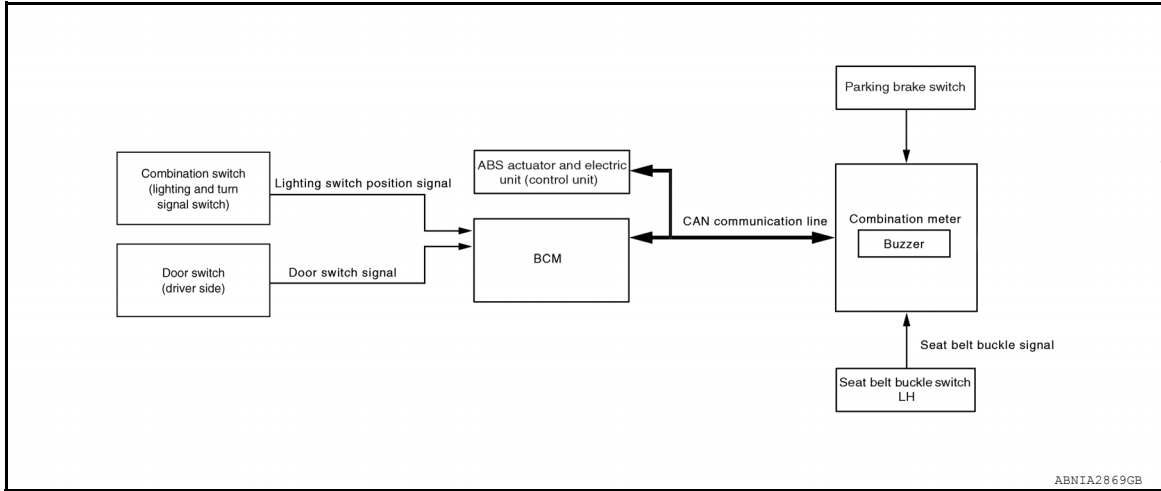 Parking brake switch
Combination switch
(lighting and turn
signal switch)
Lighting switch position signal
ABS actuator and electric
unit (control unit)
CAN communication line
Combination meter
Buzzer
Door switch
(driver side)
Door switch signal
BCM
Seat belt buckle signal
Seat belt buckle switch
LH
ABNIA2869GB